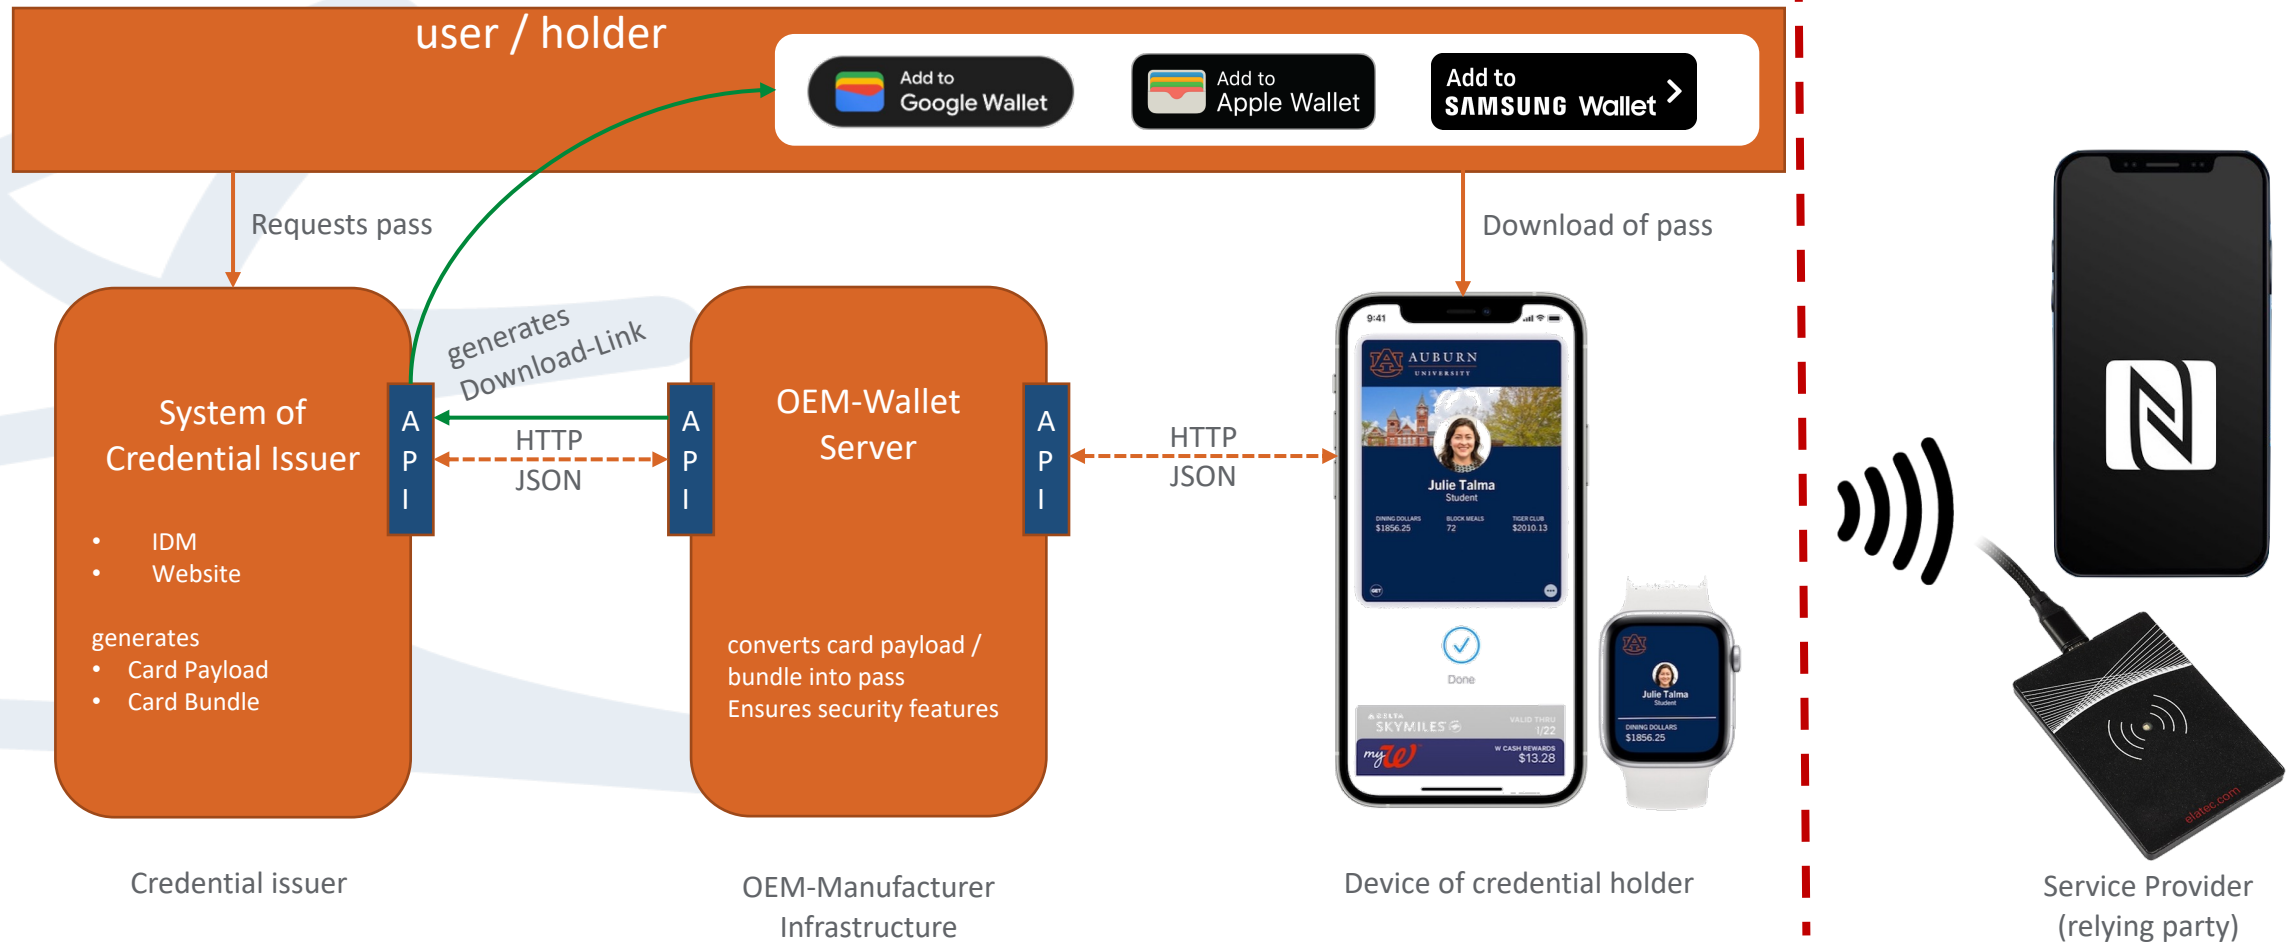 user / holder
Add to
Google Wallet
Add to
Apple Wallet
Add to
SAMSUNG Wallet
Requests pass
Download of pass
generates
Download-Link
System of
Credential Issuer
• IDM
• Website
generates
• Card Payload
• Card Bundle
A
P
I
HTTP
JSON
A
P
I
OEM-Wallet
Server
converts card payload /
bundle into pass
Ensures security features
A
P
I
HTTP
JSON
9:41
AUBURN
UNIVERSITY
Julie Talma
Student
DINING DOLLARS
$1856.25
BLOCK MEALS
72
TIGER CLUB
$2010.13
GET
Done
DELTA
SKYMILES
VALID THRU
1/22
my W
W CASH REWARDS
$13.28
Julie Talma
Student
DINING DOLLARS
$1856.25
elatec.com
Credential issuer
OEM-Manufacturer
Infrastructure
Device of credential holder
Service Provider
(relying party)